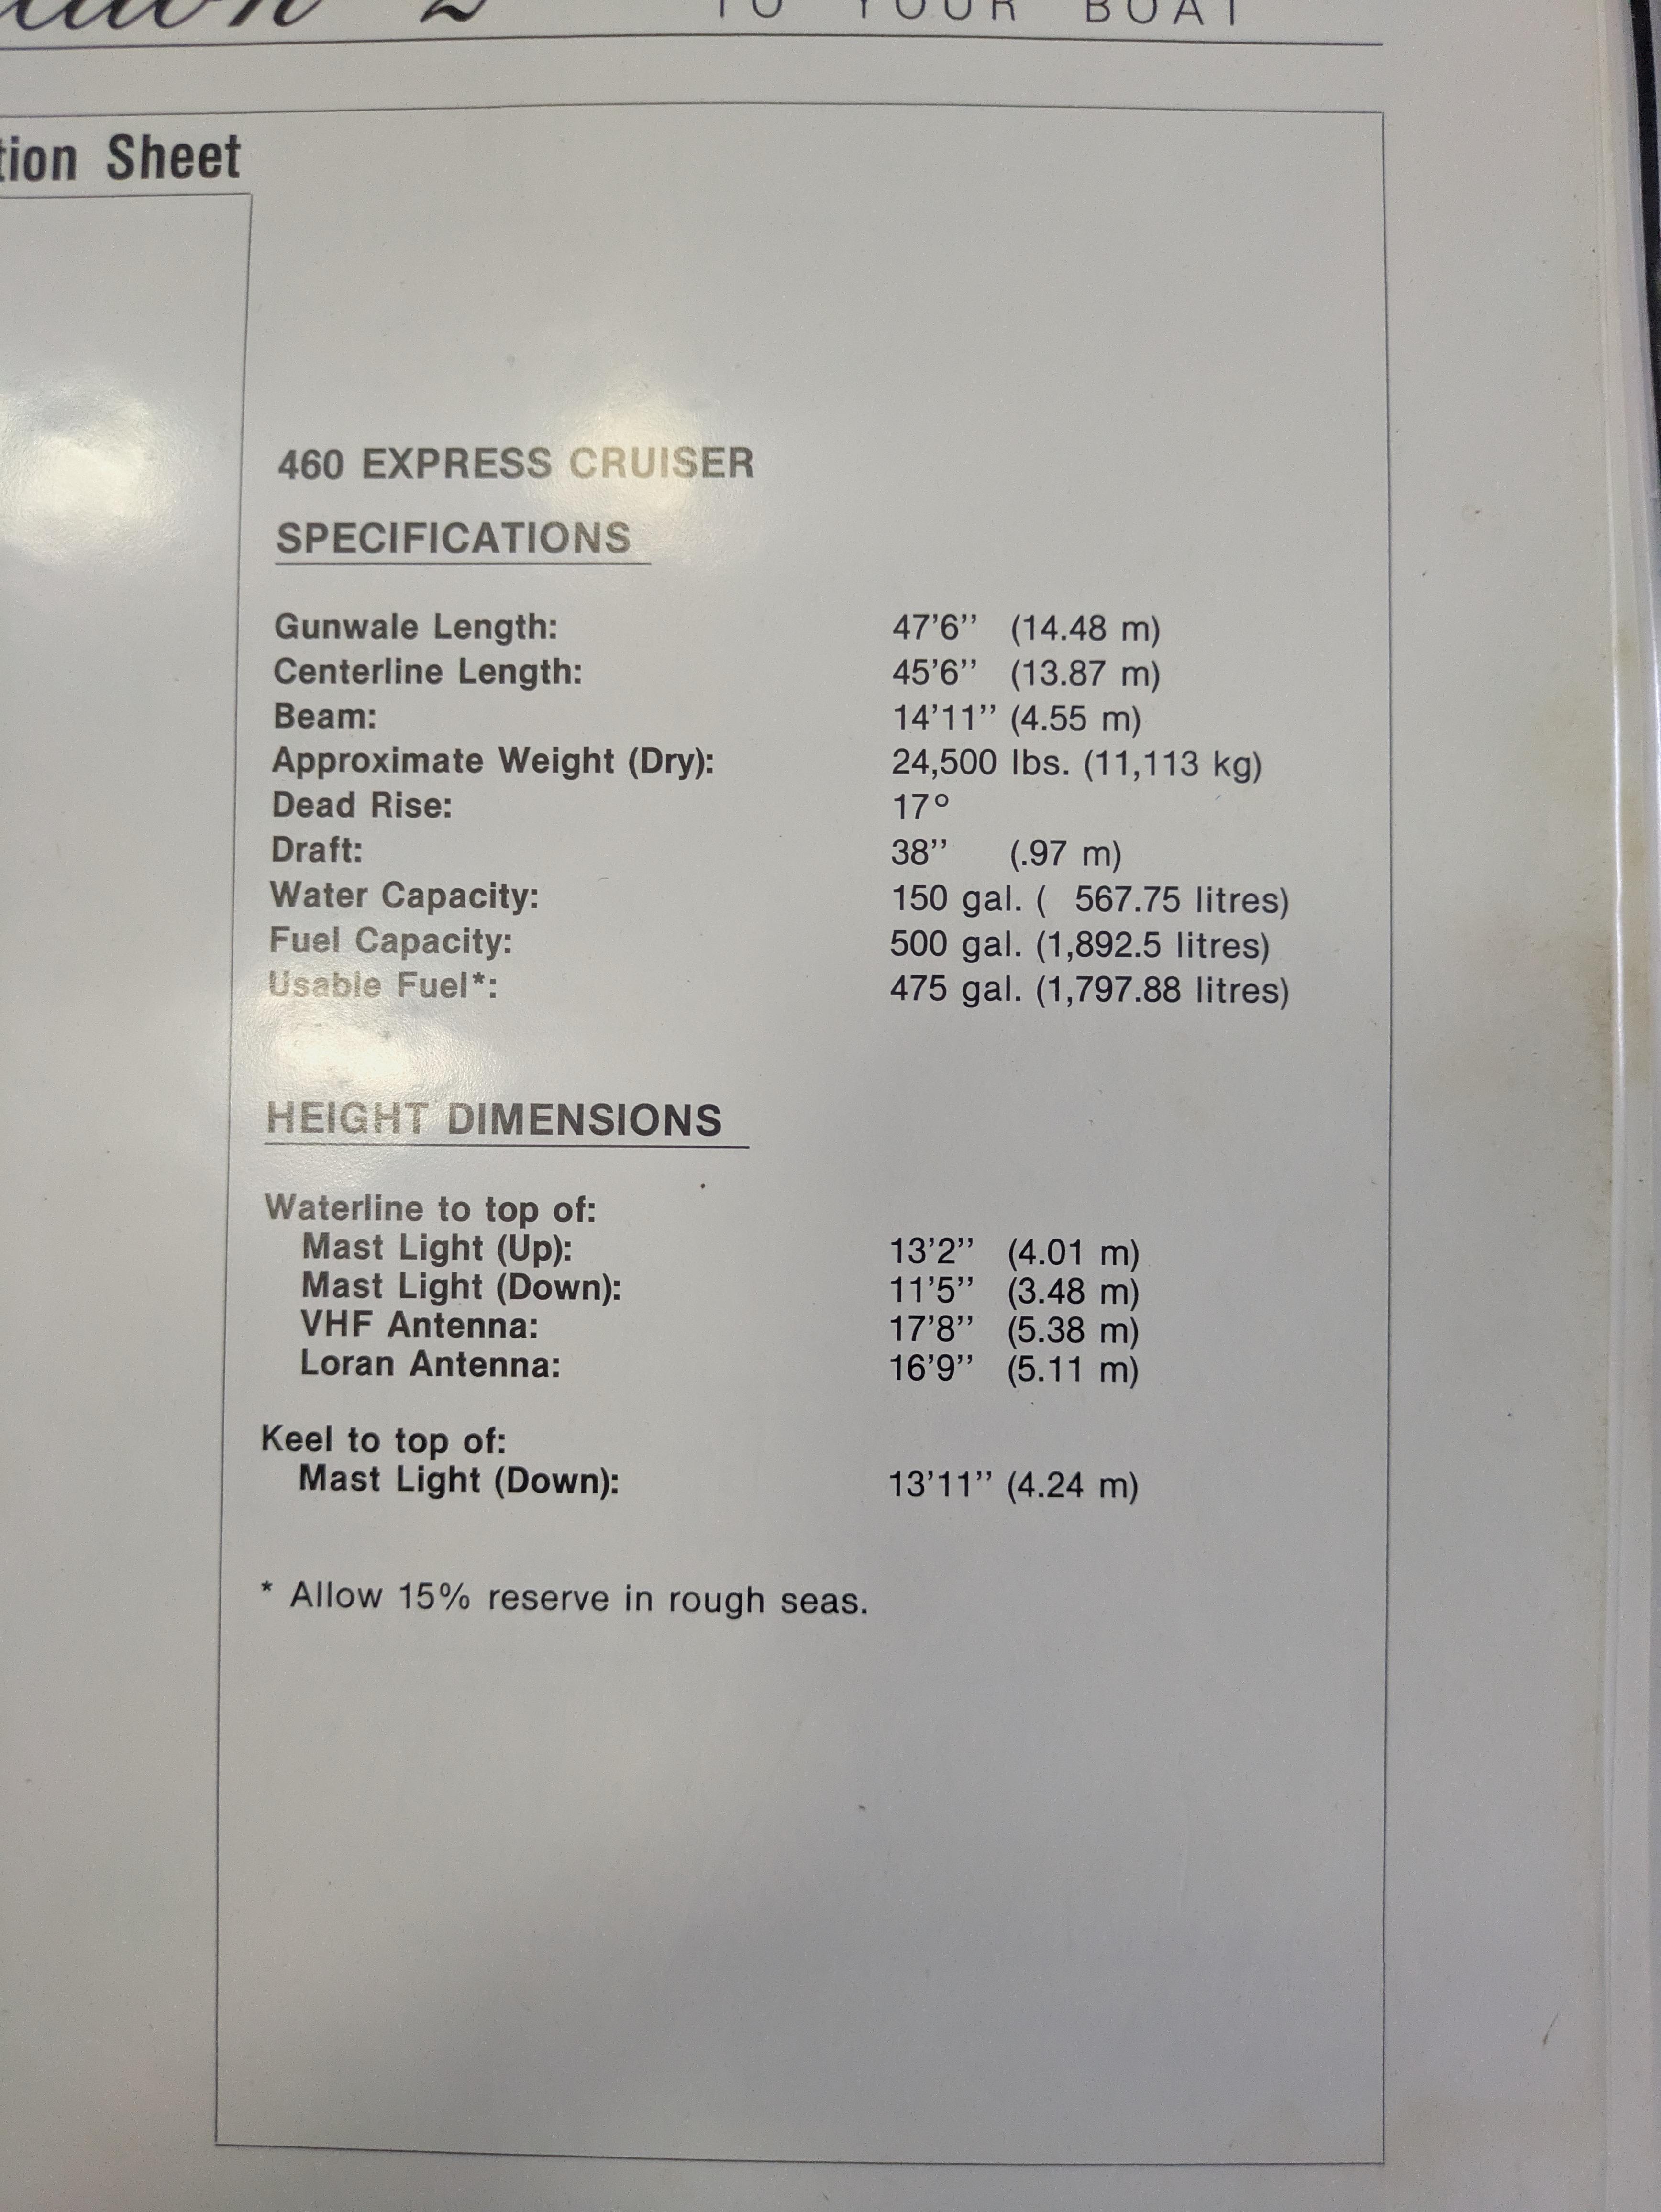 2 TO YOUR BOAT
Sheet
460 EXPRESS CRUISER
SPECIFICATIONS
Gunwale Length: 47'6'' (14.48 m)
Centerline Length: 45'6'' (13.87 m)
Beam: 14'11'' (4.55 m)
Approximate Weight (Dry): 24,500 lbs. (11,113 kg)
Dead Rise: 17°
Draft: 38'' (.97 m)
Water Capacity: 150 gal. ( 567.75 litres)
Fuel Capacity: 500 gal. (1,892.5 litres)
Usable Fuel*: 475 gal. (1,797.88 litres)
HEIGHT DIMENSIONS
Waterline to top of:
Mast Light (Up): 13'2'' (4.01 m)
Mast Light (Down): 11'5'' (3.48 m)
VHF Antenna: 17'8'' (5.38 m)
Loran Antenna: 16'9'' (5.11 m)
Keel to top of:
Mast Light (Down): 13'11'' (4.24 m)
* Allow 15% reserve in rough seas.